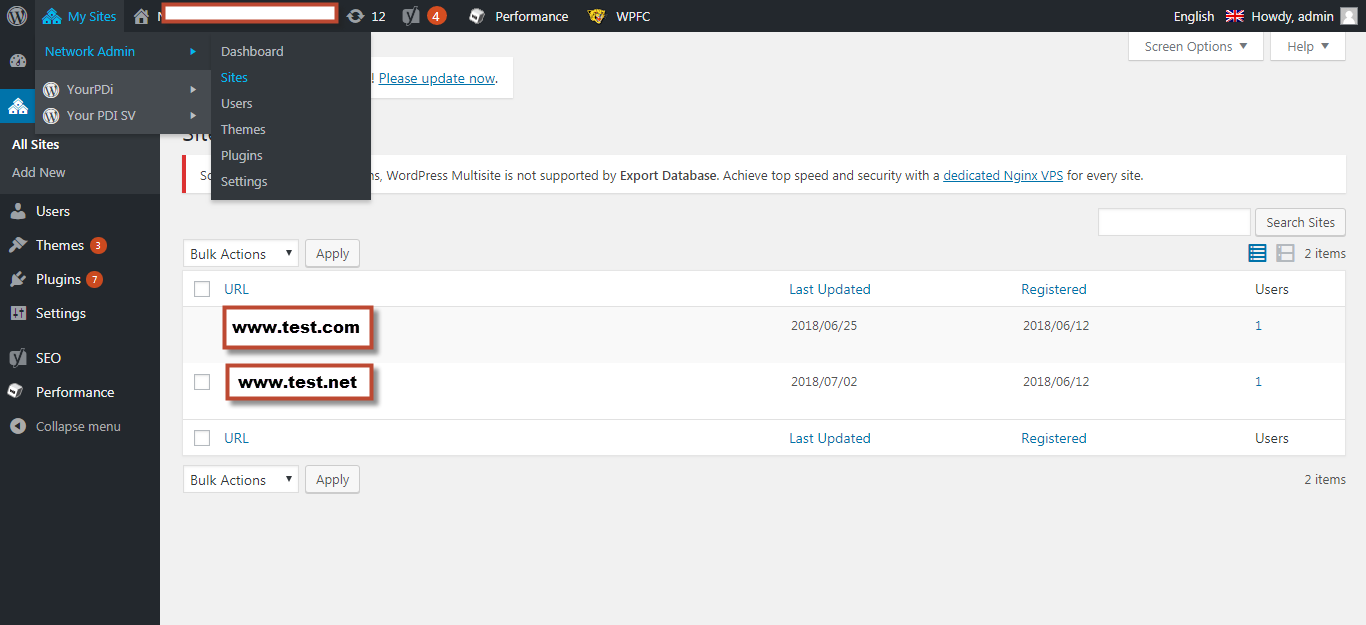 My Sites
12
4
Performance
WPFC
English
Howdy, admin
Network Admin
YourPDi
Your PDI SV
Dashboard
Sites
Users
Themes
Plugins
Settings
Screen Options
Help
! Please update now.
All Sites
Add New
Users
Themes 3
Plugins 7
Settings
SEO
Performance
Collapse menu
WordPress Multisite is not supported by Export Database. Achieve top speed and security with a dedicated Nginx VPS for every site.
Search Sites
Bulk Actions
Apply
2 items
URL
Last Updated
Registered
Users
www.test.com
2018/06/25
2018/06/12
1
www.test.net
2018/07/02
2018/06/12
1
URL
Last Updated
Registered
Users
Bulk Actions
Apply
2 items